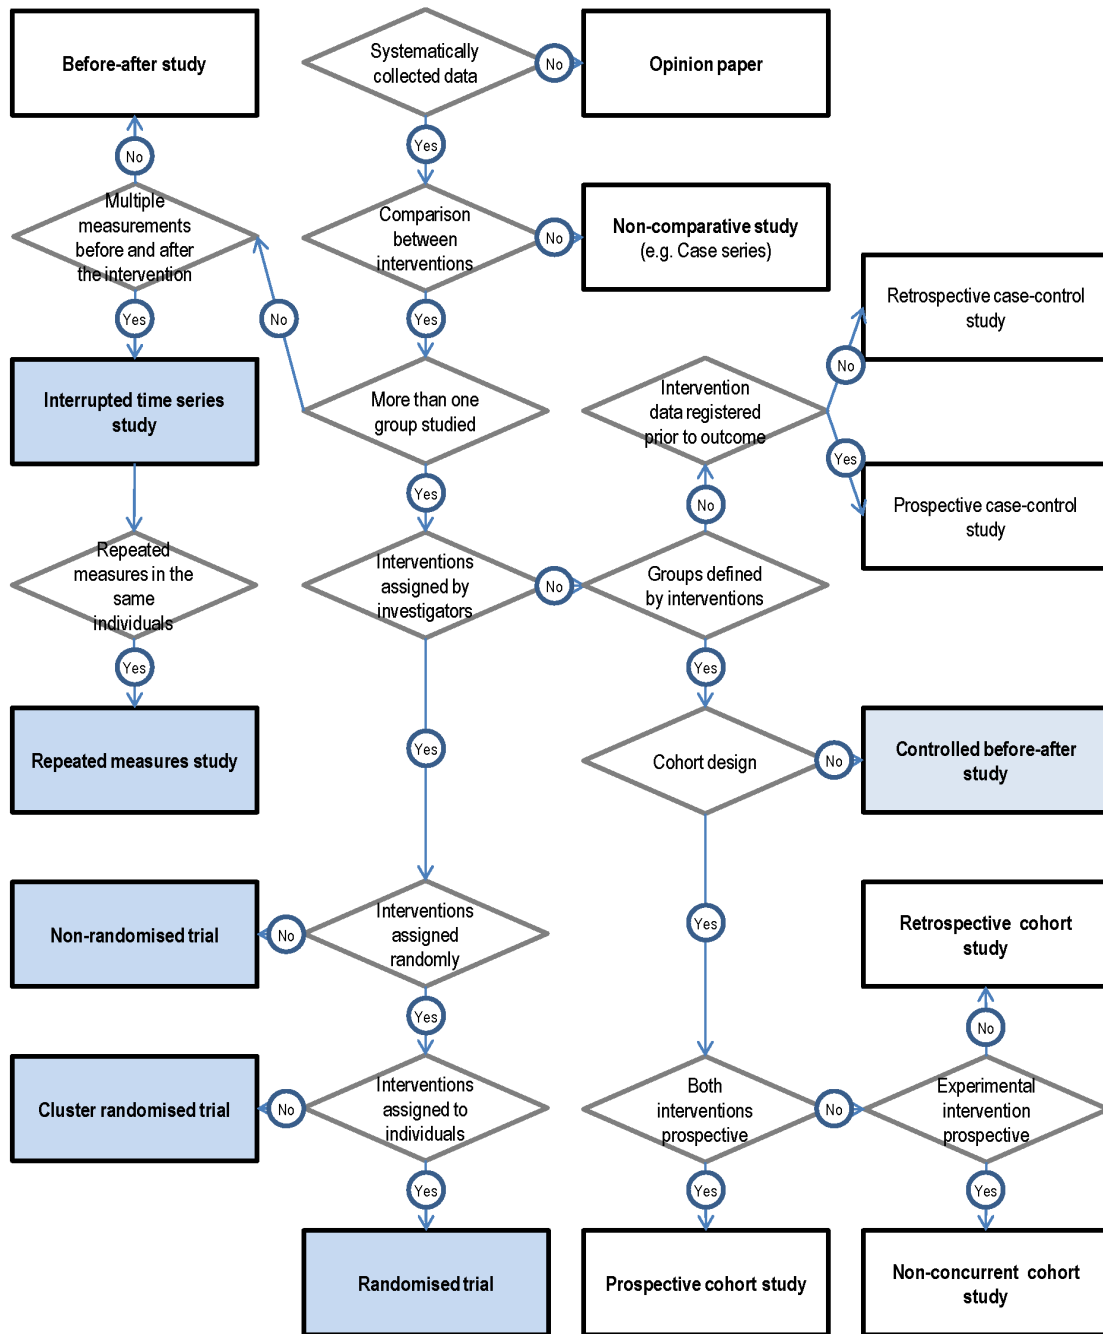 Before-after study
Systematically
collected data
No
Opinion paper
Yes
No
Multiple
measurements
before and after
the intervention
Comparison
between
interventions
No
Non-comparative study
(e.g. Case series)
Yes
No
Yes
Retrospective case-control
study
No
Interrupted time series
study
More than one
group studied
Intervention
data registered
prior to outcome
Yes
Prospective case-control
study
Yes
No
Repeated
measures in the
same
individuals
Interventions
assigned by
investigators
No
Groups defined
by interventions
Yes
Yes
Repeated measures study
Yes
Cohort design
No
Controlled before-after
study
Non-randomised trial
No
Interventions
assigned
randomly
Yes
Retrospective cohort
study
Yes
No
Cluster randomised trial
No
Interventions
assigned to
individuals
Both
interventions
prospective
No
Experimental
intervention
prospective
Yes
Yes
Yes
Randomised trial
Prospective cohort study
Non-concurrent cohort
study